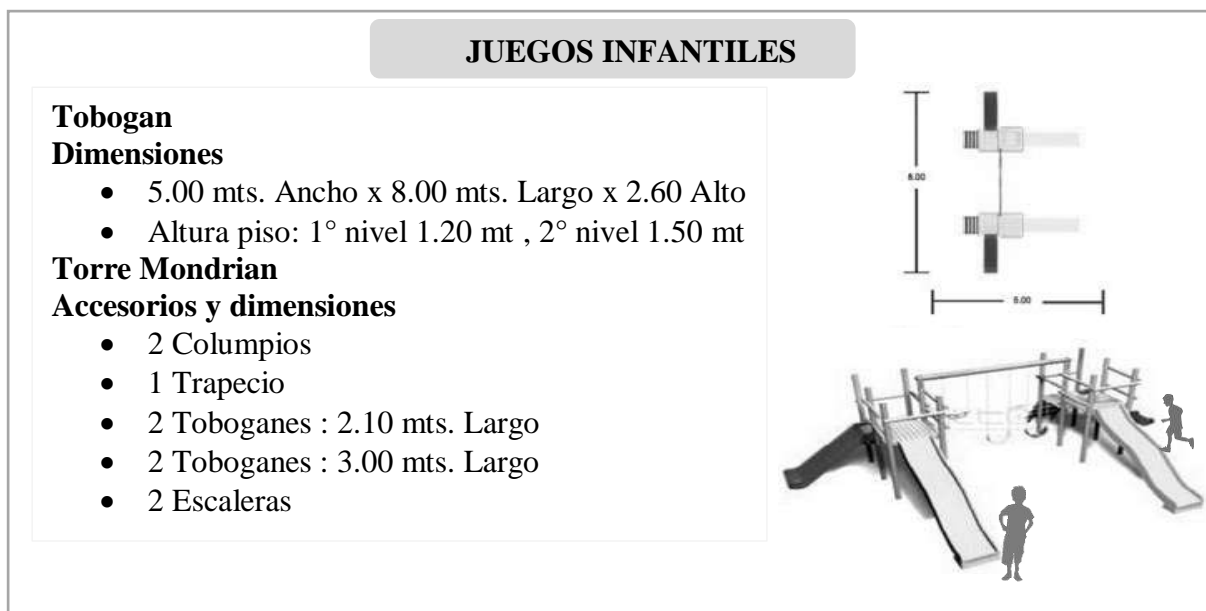 JUEGOS INFANTILES
Tobogan
Dimensiones
• 5.00 mts. Ancho x 8.00 mts. Largo x 2.60 Alto
• Altura piso: 1° nivel 1.20 mt , 2° nivel 1.50 mt
Torre Mondrian
Accesorios y dimensiones
• 2 Columpios
• 1 Trapecio
• 2 Toboganes : 2.10 mts. Largo
• 2 Toboganes : 3.00 mts. Largo
• 2 Escaleras
8.00
5.00